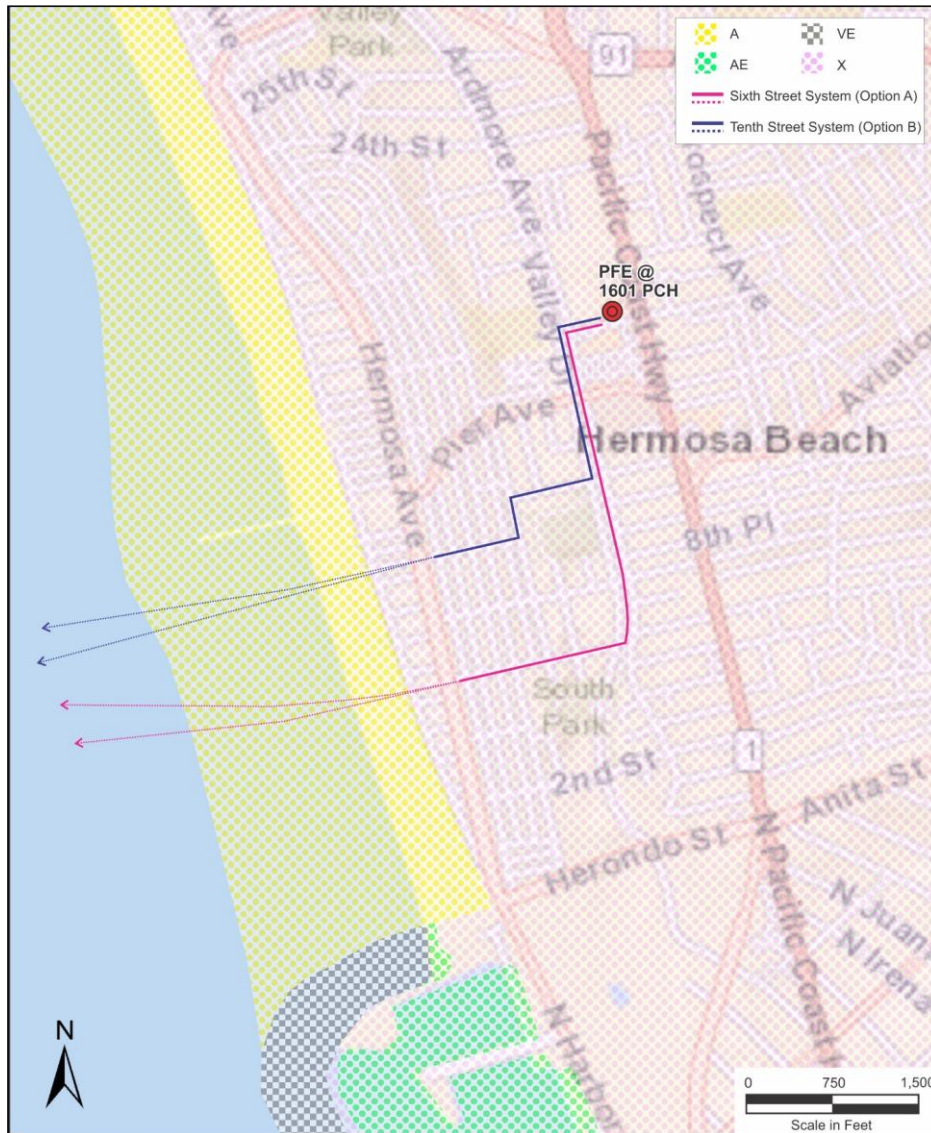 Valley
Park
Ave
25th St
24th St
Ardmore Ave
Valley Dr
91
Pacific Coast Hwy
Prospect Ave
A
VE
AE
X
Sixth Street System (Option A)
Tenth Street System (Option B)
PFE @
1601 PCH
Hermosa Ave
Pier Ave
Aviation
Hermosa Beach
8th Pl
South
Park
2nd St
1
Anita St
Herondo St
N Pacific Coast
N Juan
N Irena
N Harbor
N
0 750 1,500
Scale in Feet